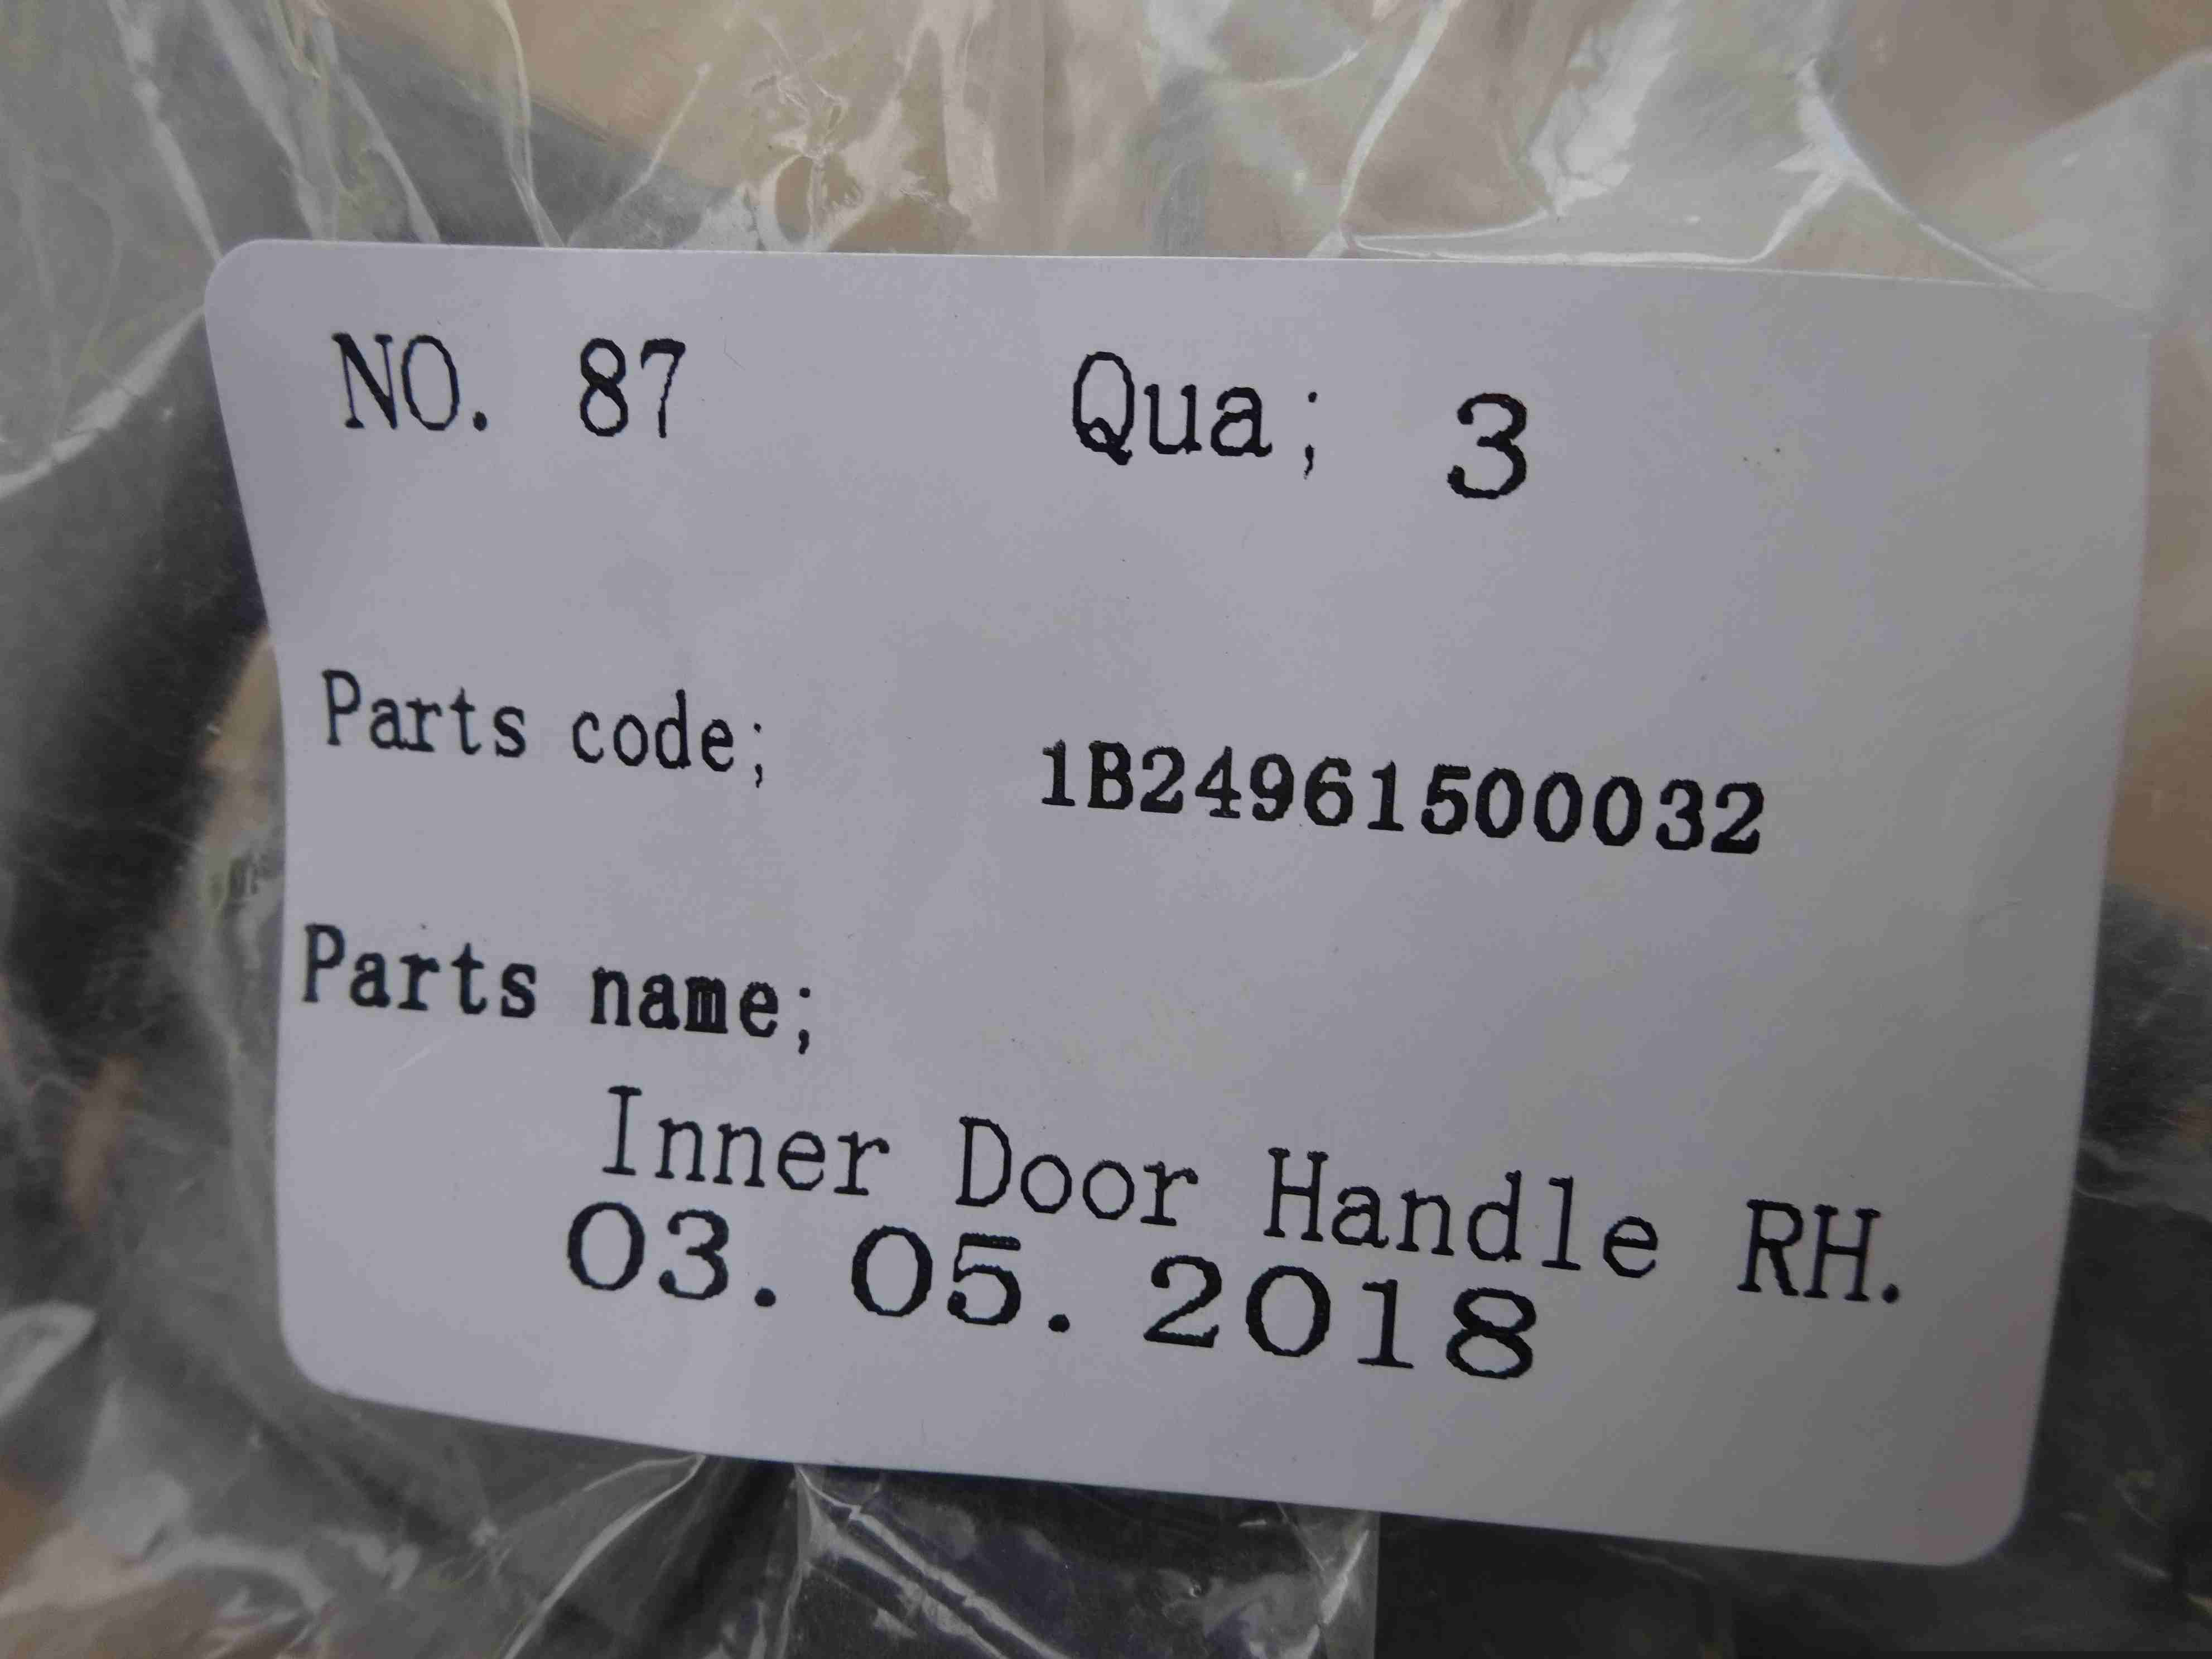 NO. 87 Qua; 3
Parts code; 1B24961500032
Parts name;
Inner Door Handle RH.
03. 05. 2018